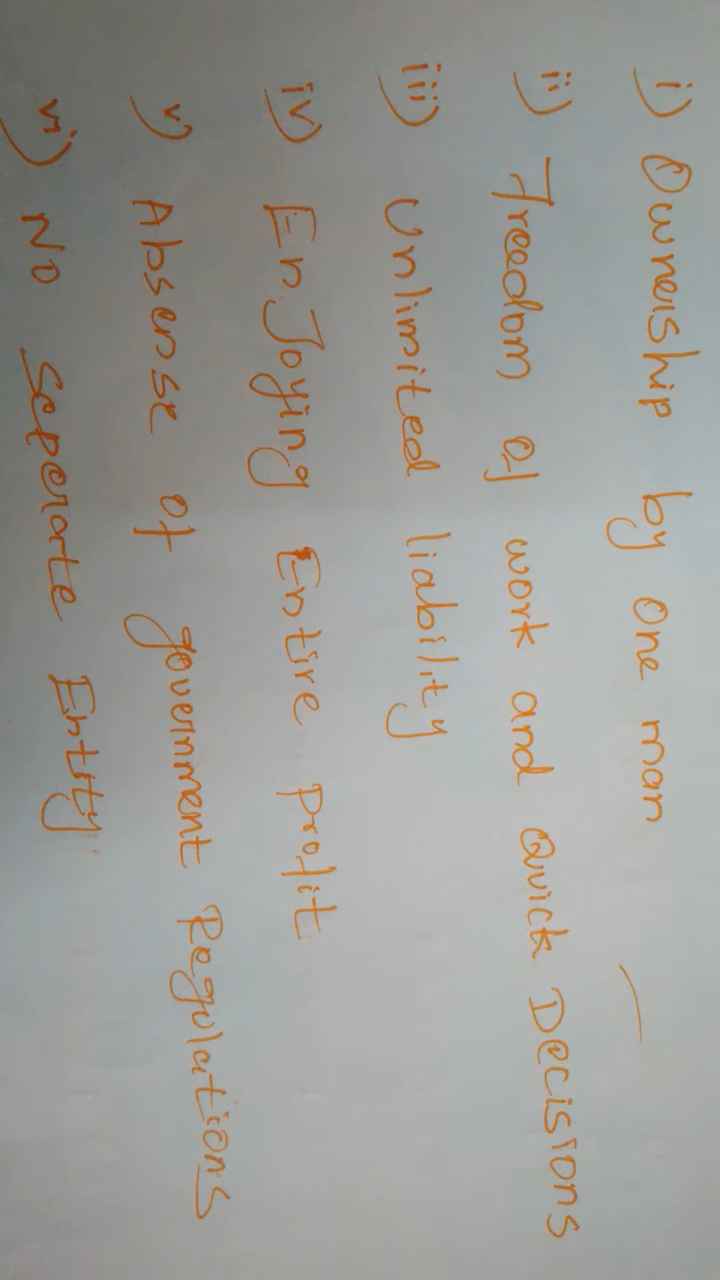 i) Ownership by one man
ii) Freedom of work and Quick Decisions
iii) Unlimited liability
iv) EnJoying Entire profit
v) Absense of government Regulations
vi) No seperate Entity.